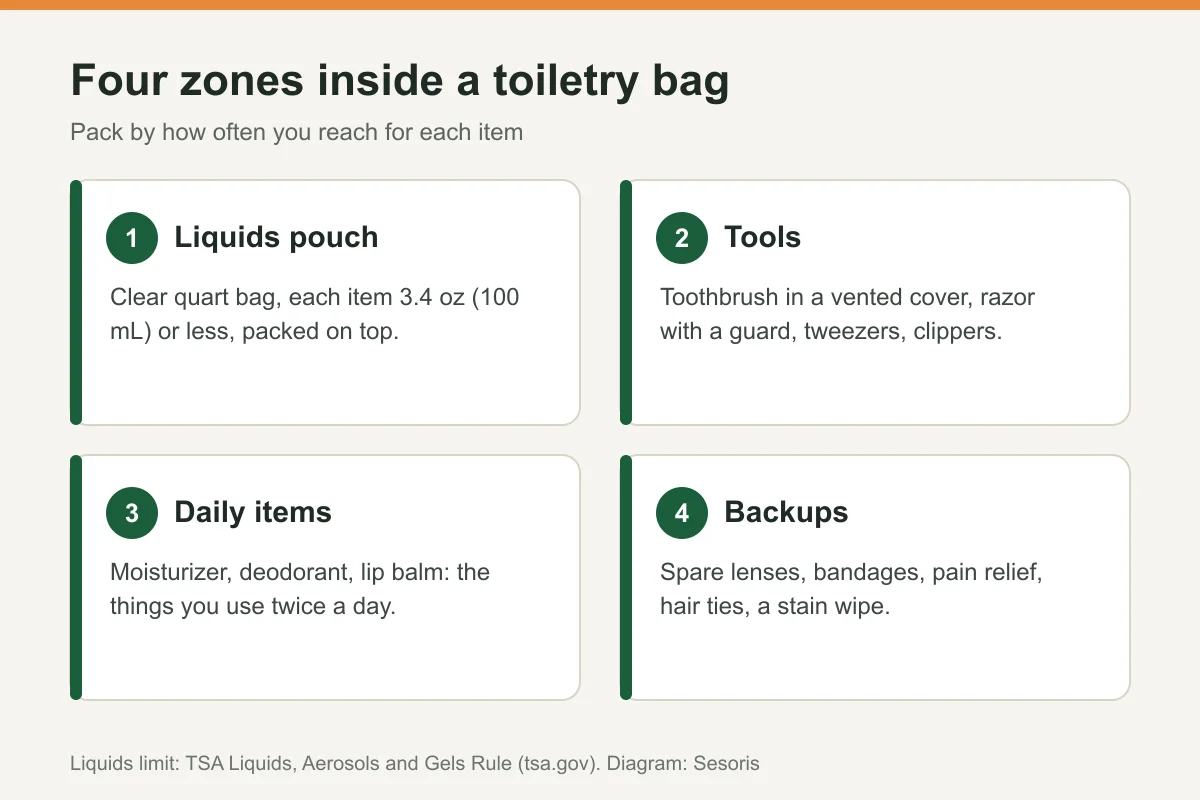 Four zones inside a toiletry bag
Pack by how often you reach for each item
1
Liquids pouch
Clear quart bag, each item 3.4 oz (100
mL) or less, packed on top.
2
Tools
Toothbrush in a vented cover, razor
with a guard, tweezers, clippers.
3
Daily items
Moisturizer, deodorant, lip balm: the
things you use twice a day.
4
Backups
Spare lenses, bandages, pain relief,
hair ties, a stain wipe.
Liquids limit: TSA Liquids, Aerosols and Gels Rule (tsa.gov). Diagram: Sesoris